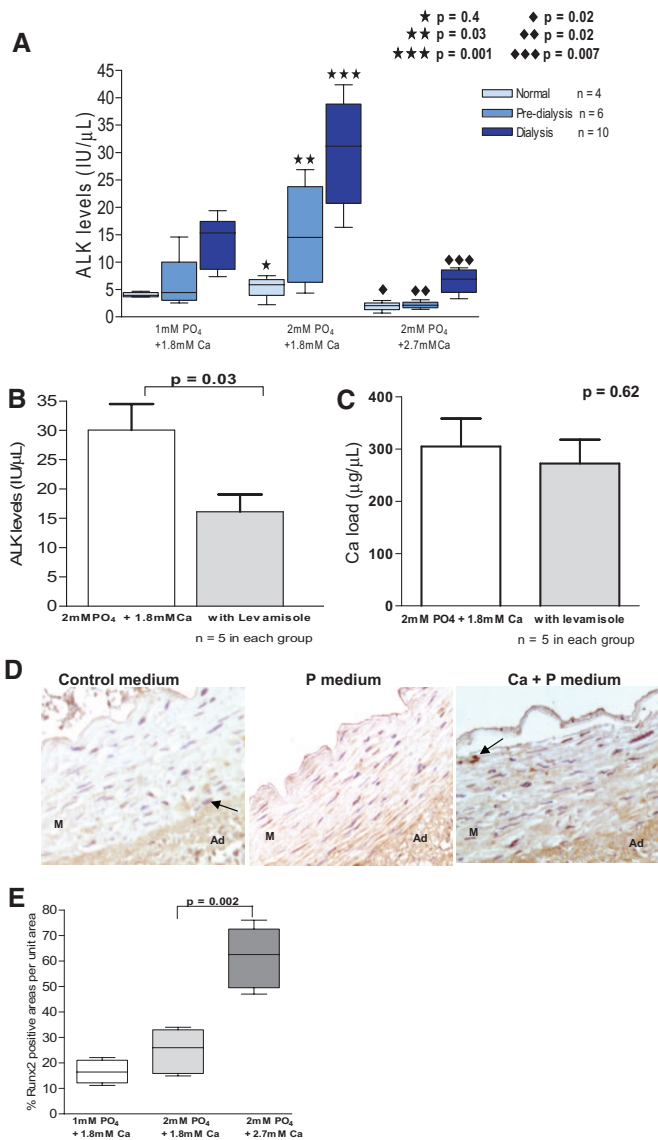 ★ p = 0.4 ◆ p = 0.02
★★ p = 0.03 ◆◆ p = 0.02
★★★ p = 0.001 ◆◆◆ p = 0.007
A
ALK levels (IU/µL)
45
40
35
30
25
20
15
10
5
0
Normal n = 4
Pre-dialysis n = 6
Dialysis n = 10
★
★★
★★★
◆
◆◆
◆◆◆
1mM PO₄ +1.8mM Ca
2mM PO₄ +1.8mM Ca
2mM PO₄ +2.7mMCa
B
p = 0.03
ALK levels (IU/µL)
35
30
25
20
15
10
5
0
2mMPO₄ + 1.8mMCa
with Levamisole
n = 5 in each group
C
p = 0.62
Ca load (µg/µL)
400
300
200
100
0
2mM PO4 + 1.8mM Ca
with levamisole
n = 5 in each group
D
Control medium
P medium
Ca + P medium
M
Ad
M
Ad
M
Ad
E
p = 0.002
% Runx2 positive areas per unit area
80
70
60
50
40
30
20
10
0
1mM PO₄ + 1.8mM Ca
2mM PO₄ + 1.8mM Ca
2mM PO₄ + 2.7mM Ca